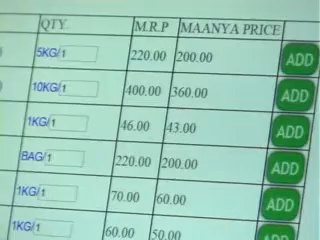 QTY M.R.P MAANYA PRICE
5KG/1 220.00 200.00 ADD
10KG/1 400.00 360.00 ADD
1KG/1 46.00 43.00 ADD
BAG/1 220.00 200.00 ADD
1KG/1 70.00 60.00 ADD
1KG/1 60.00 50.00